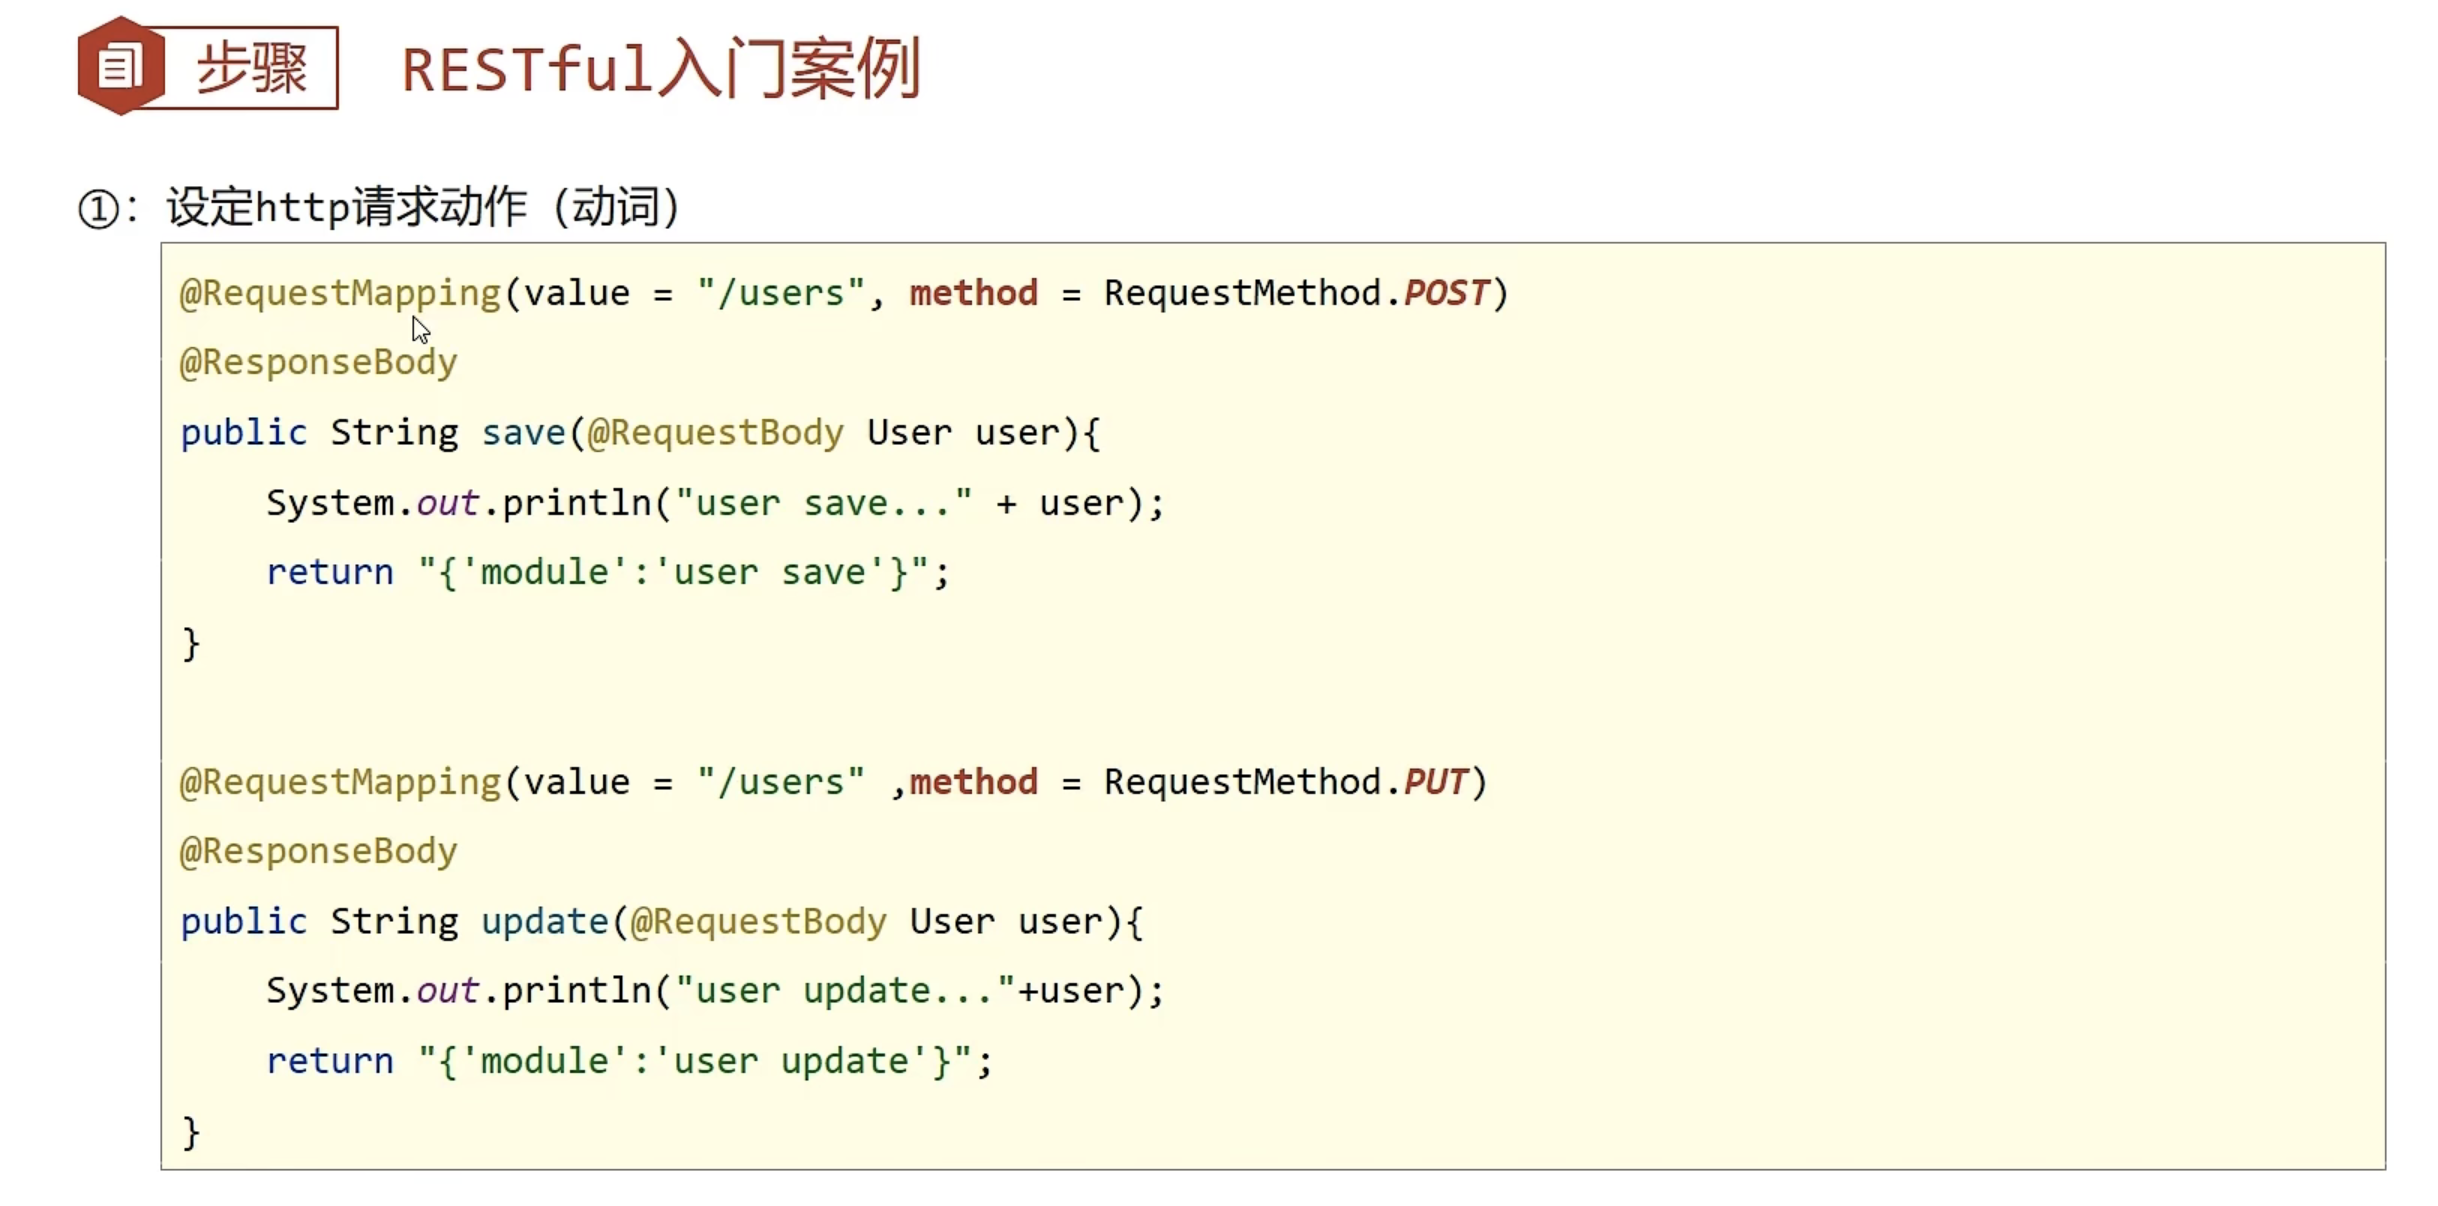 步骤 RESTful入门案例
①：设定http请求动作（动词）
@RequestMapping(value = "/users", method = RequestMethod.POST)
@ResponseBody
public String save(@RequestBody User user){
    System.out.println("user save..." + user);
    return "{'module':'user save'}";
}
@RequestMapping(value = "/users" ,method = RequestMethod.PUT)
@ResponseBody
public String update(@RequestBody User user){
    System.out.println("user update..."+user);
    return "{'module':'user update'}";
}